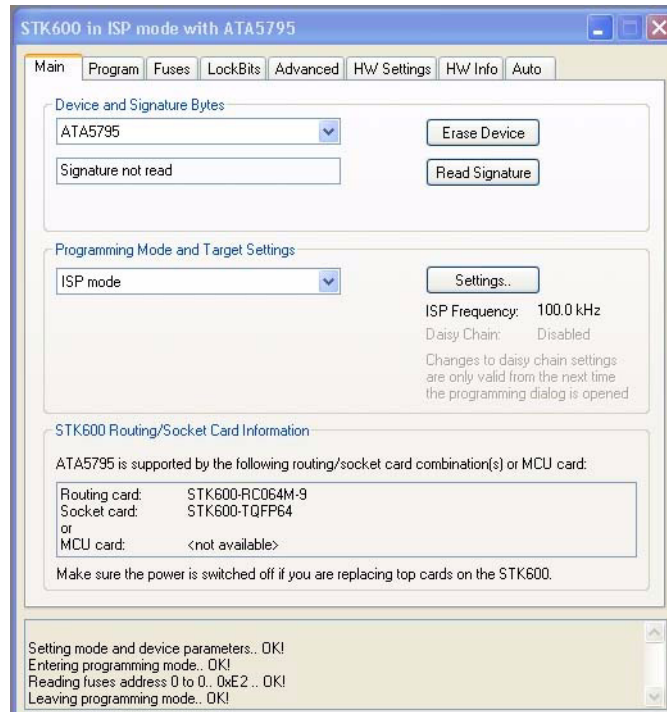 STK600 in ISP mode with ATA5795
Main Program Fuses LockBits Advanced HW Settings HW Info Auto
Device and Signature Bytes
ATA5795
Erase Device
Signature not read
Read Signature
Programming Mode and Target Settings
ISP mode
Settings..
ISP Frequency: 100.0 kHz
Daisy Chain: Disabled
Changes to daisy chain settings
are only valid from the next time
the programming dialog is opened
STK600 Routing/Socket Card Information
ATA5795 is supported by the following routing/socket card combination(s) or MCU card:
Routing card: STK600-RC064M-9
Socket card: STK600-TQFP64
or
MCU card: <not available>
Make sure the power is switched off if you are replacing top cards on the STK600.
Setting mode and device parameters.. OK!
Entering programming mode.. OK!
Reading fuses address 0 to 0.. 0xE2 .. OK!
Leaving programming mode.. OK!